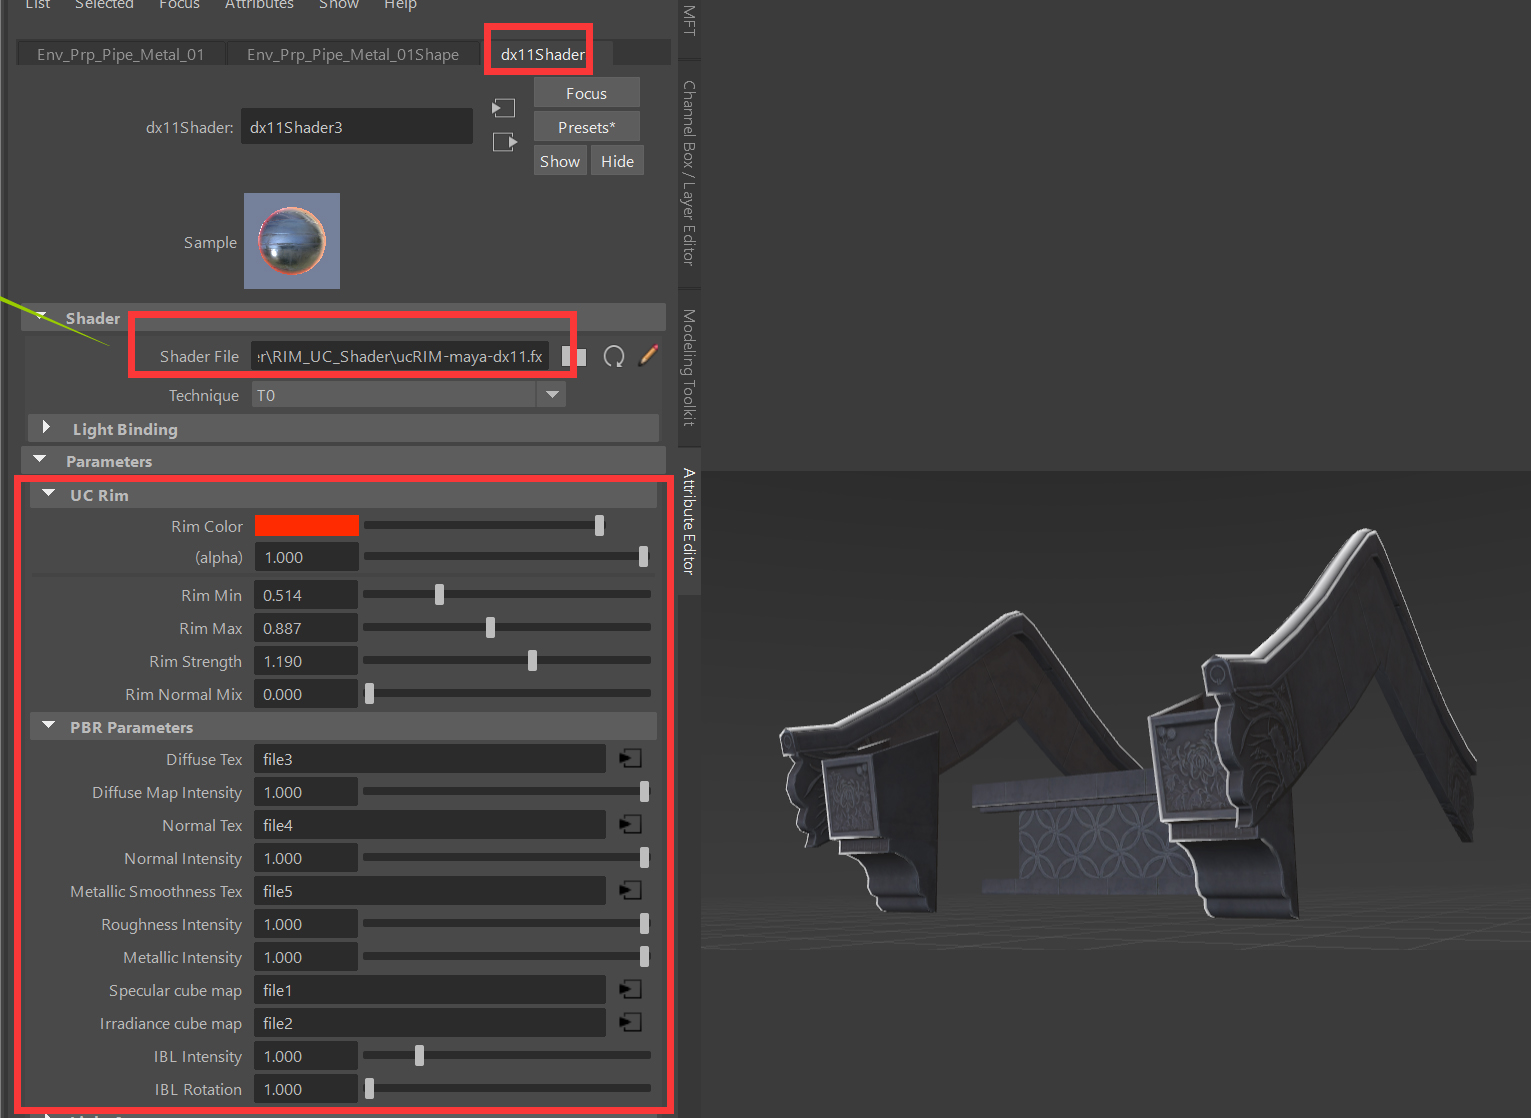 List Selected Focus Attributes Show Help
Env_Prp_Pipe_Metal_01 Env_Prp_Pipe_Metal_01Shape dx11Shader
Focus
dx11Shader: dx11Shader3 Presets*
Show Hide
Sample
Shader
Shader File r\RIM_UC_Shader\ucRIM-maya-dx11.fx
Technique T0
Light Binding
Parameters
UC Rim
Rim Color
(alpha) 1.000
Rim Min 0.514
Rim Max 0.887
Rim Strength 1.190
Rim Normal Mix 0.000
PBR Parameters
Diffuse Tex file3
Diffuse Map Intensity 1.000
Normal Tex file4
Normal Intensity 1.000
Metallic Smoothness Tex file5
Roughness Intensity 1.000
Metallic Intensity 1.000
Specular cube map file1
Irradiance cube map file2
IBL Intensity 1.000
IBL Rotation 1.000
MFT
Channel Box / Layer Editor
Modeling Toolkit
Attribute Editor